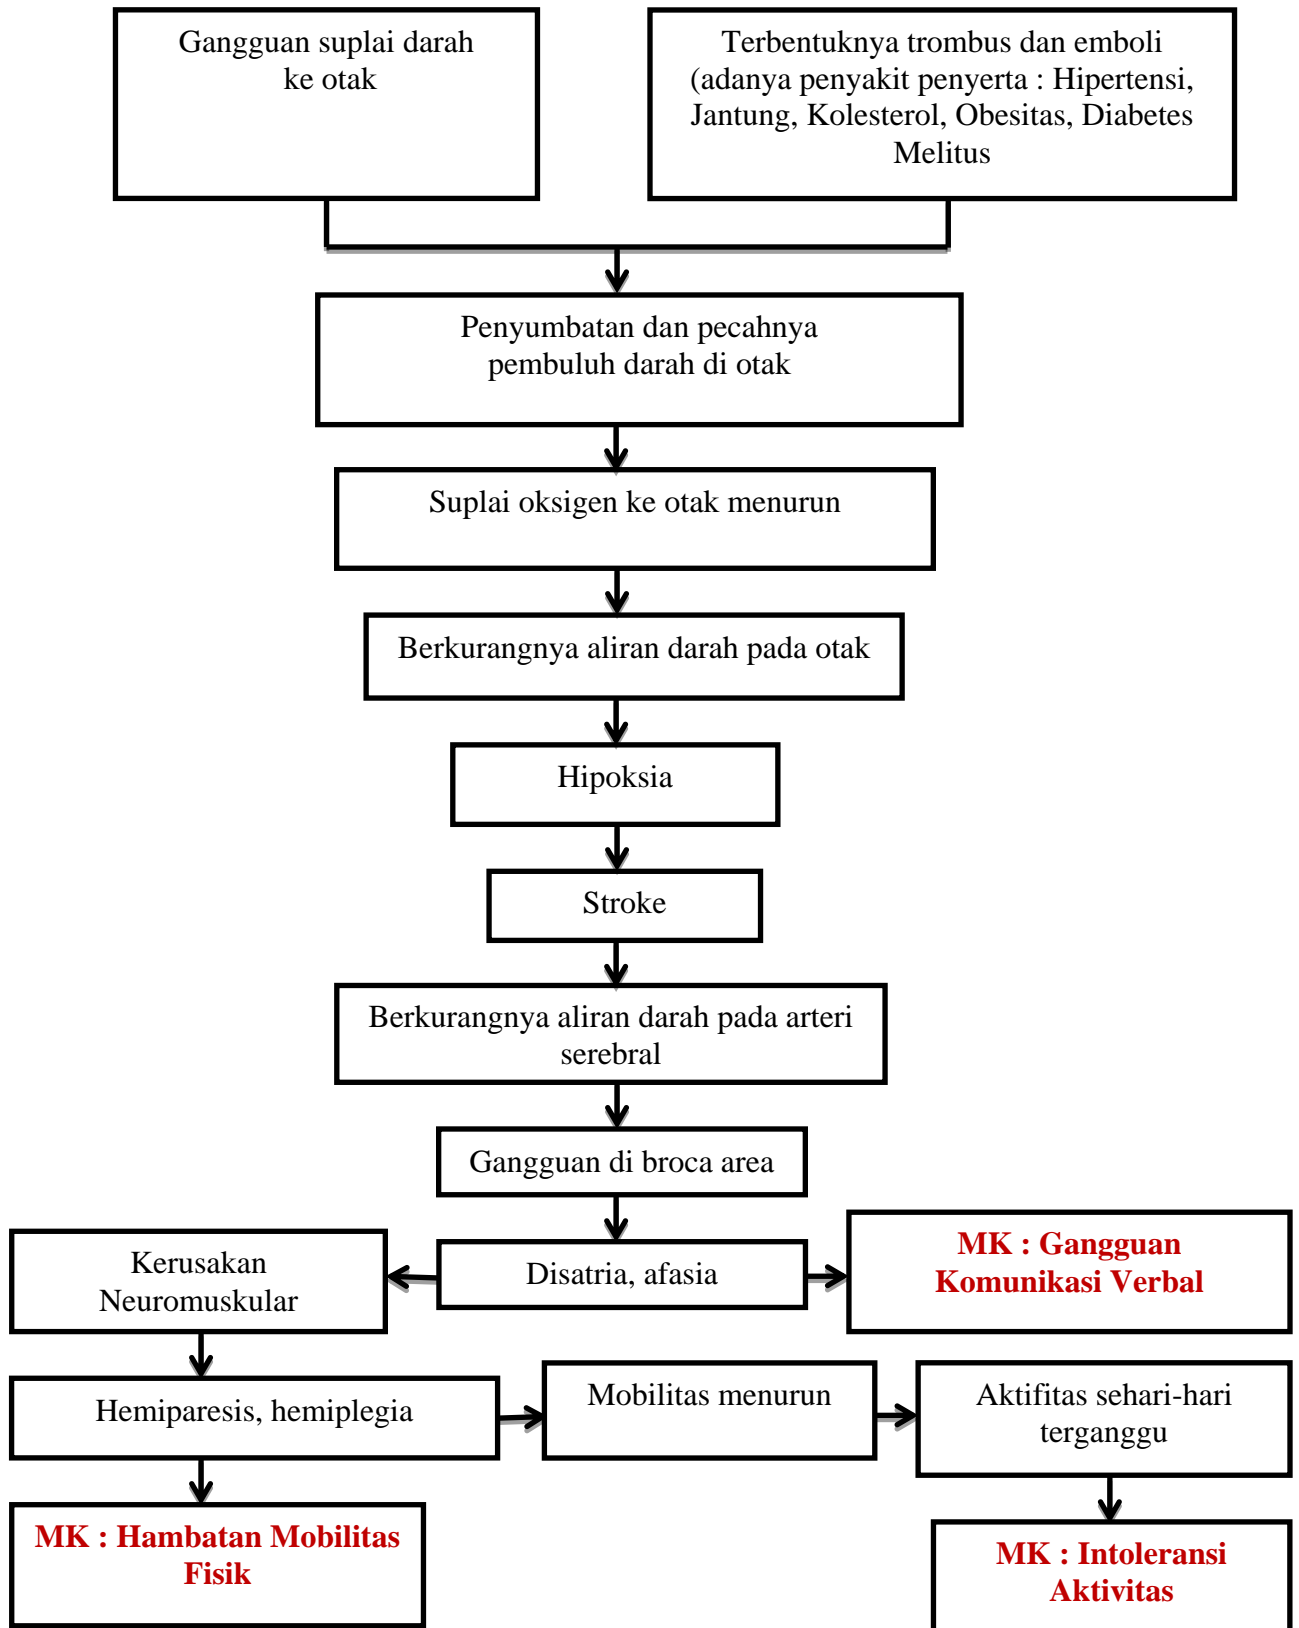 Gangguan suplai darah
ke otak
Terbentuknya trombus dan emboli
(adanya penyakit penyerta : Hipertensi,
Jantung, Kolesterol, Obesitas, Diabetes
Melitus
Penyumbatan dan pecahnya
pembuluh darah di otak
Suplai oksigen ke otak menurun
Berkurangnya aliran darah pada otak
Hipoksia
Stroke
Berkurangnya aliran darah pada arteri
serebral
Gangguan di broca area
Kerusakan
Neuromuskular
Disatria, afasia
MK : Gangguan
Komunikasi Verbal
Hemiparesis, hemiplegia
Mobilitas menurun
Aktifitas sehari-hari
terganggu
MK : Hambatan Mobilitas
Fisik
MK : Intoleransi
Aktivitas